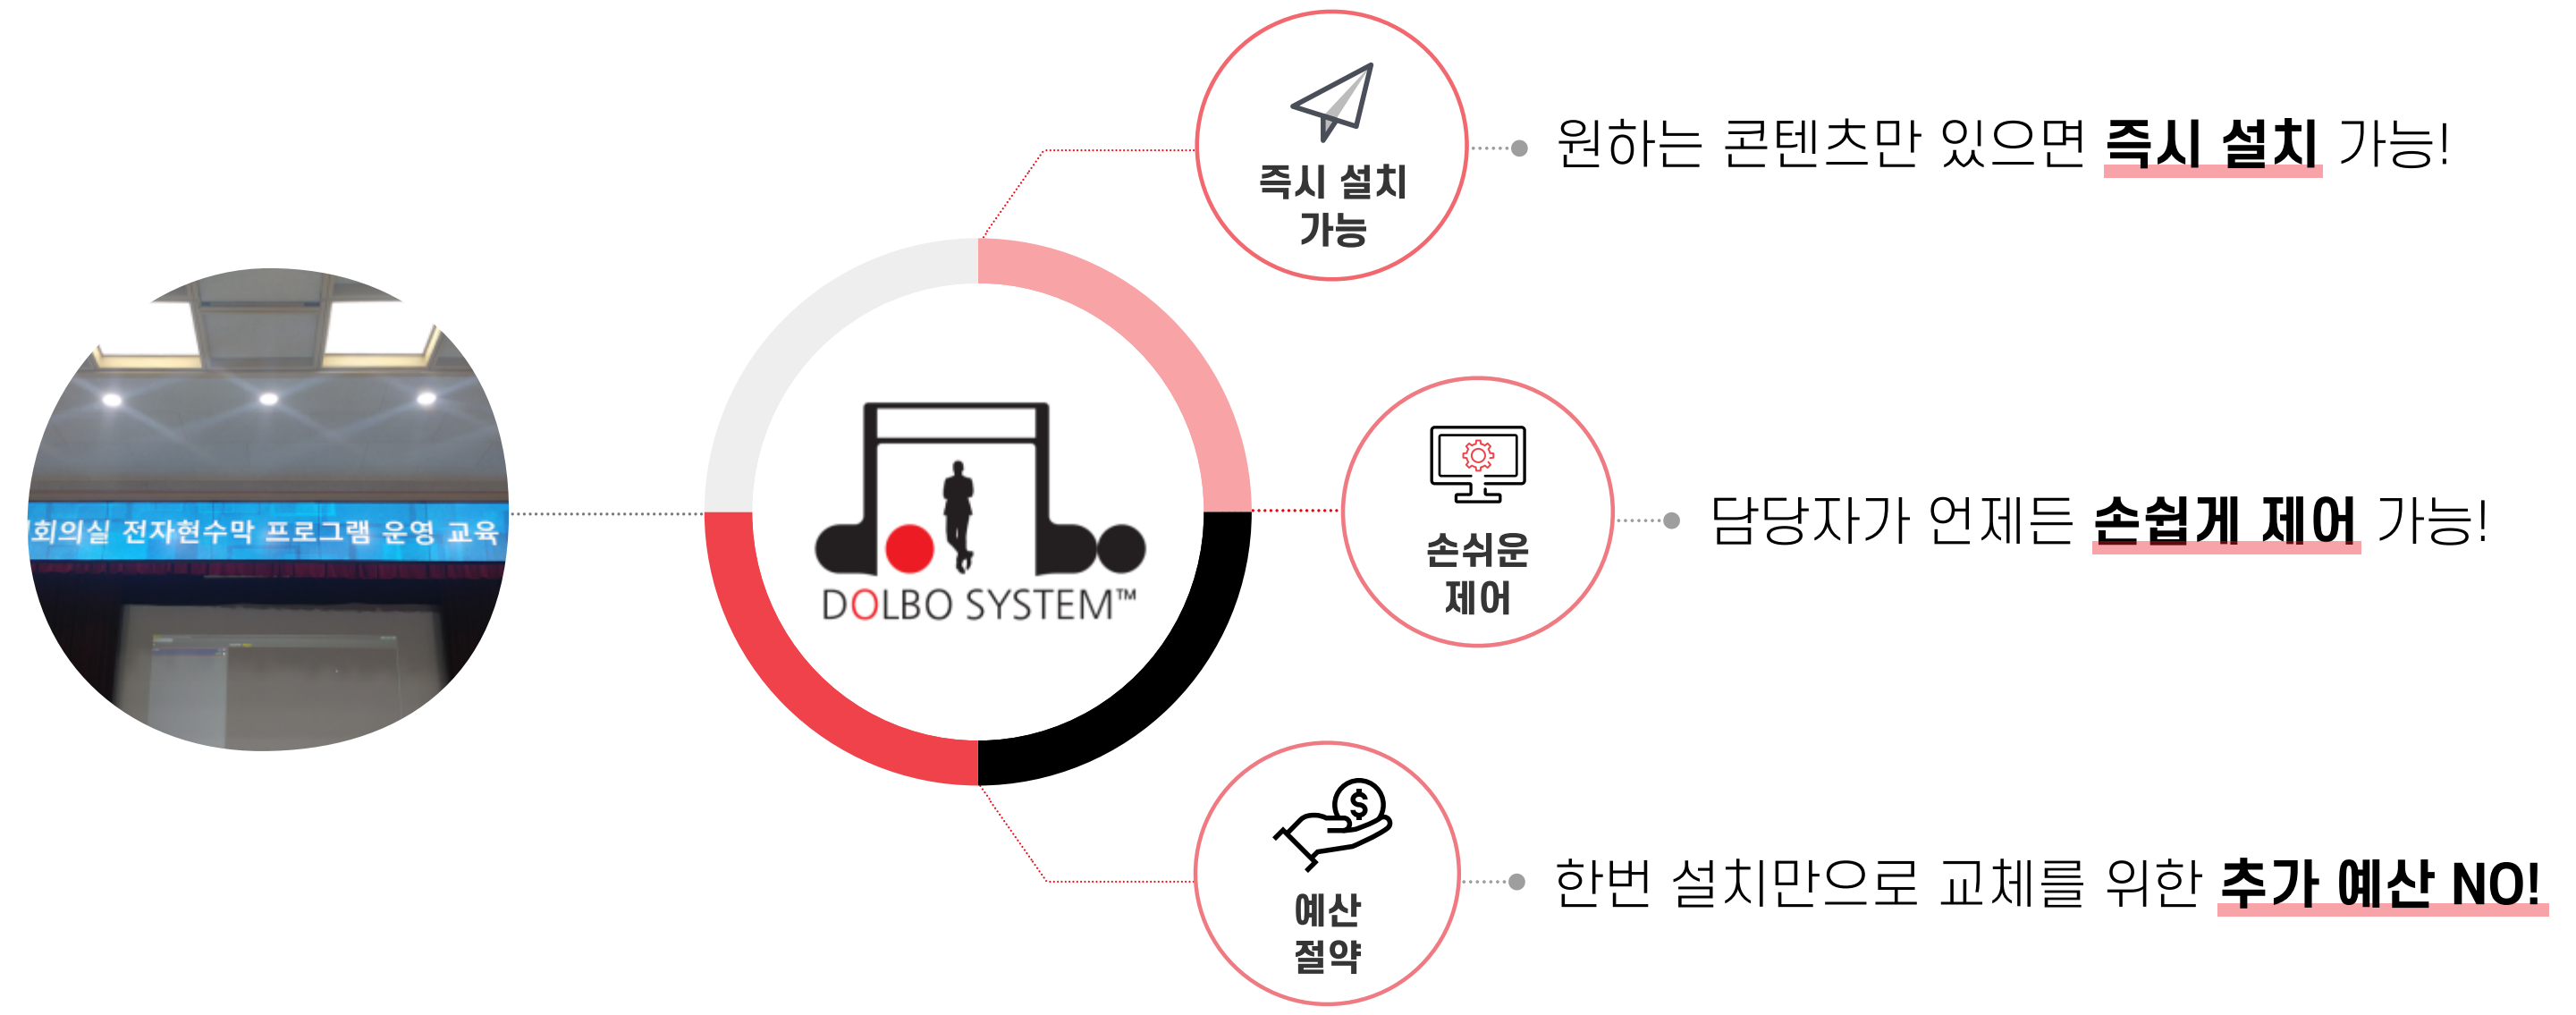 즉시 설치
가능
원하는 콘텐츠만 있으면 즉시 설치 가능!
회의실 전자현수막 프로그램 운영 교육
DOLBO SYSTEM™
손쉬운
제어
담당자가 언제든 손쉽게 제어 가능!
예산
절약
$
한번 설치만으로 교체를 위한 추가 예산 NO!